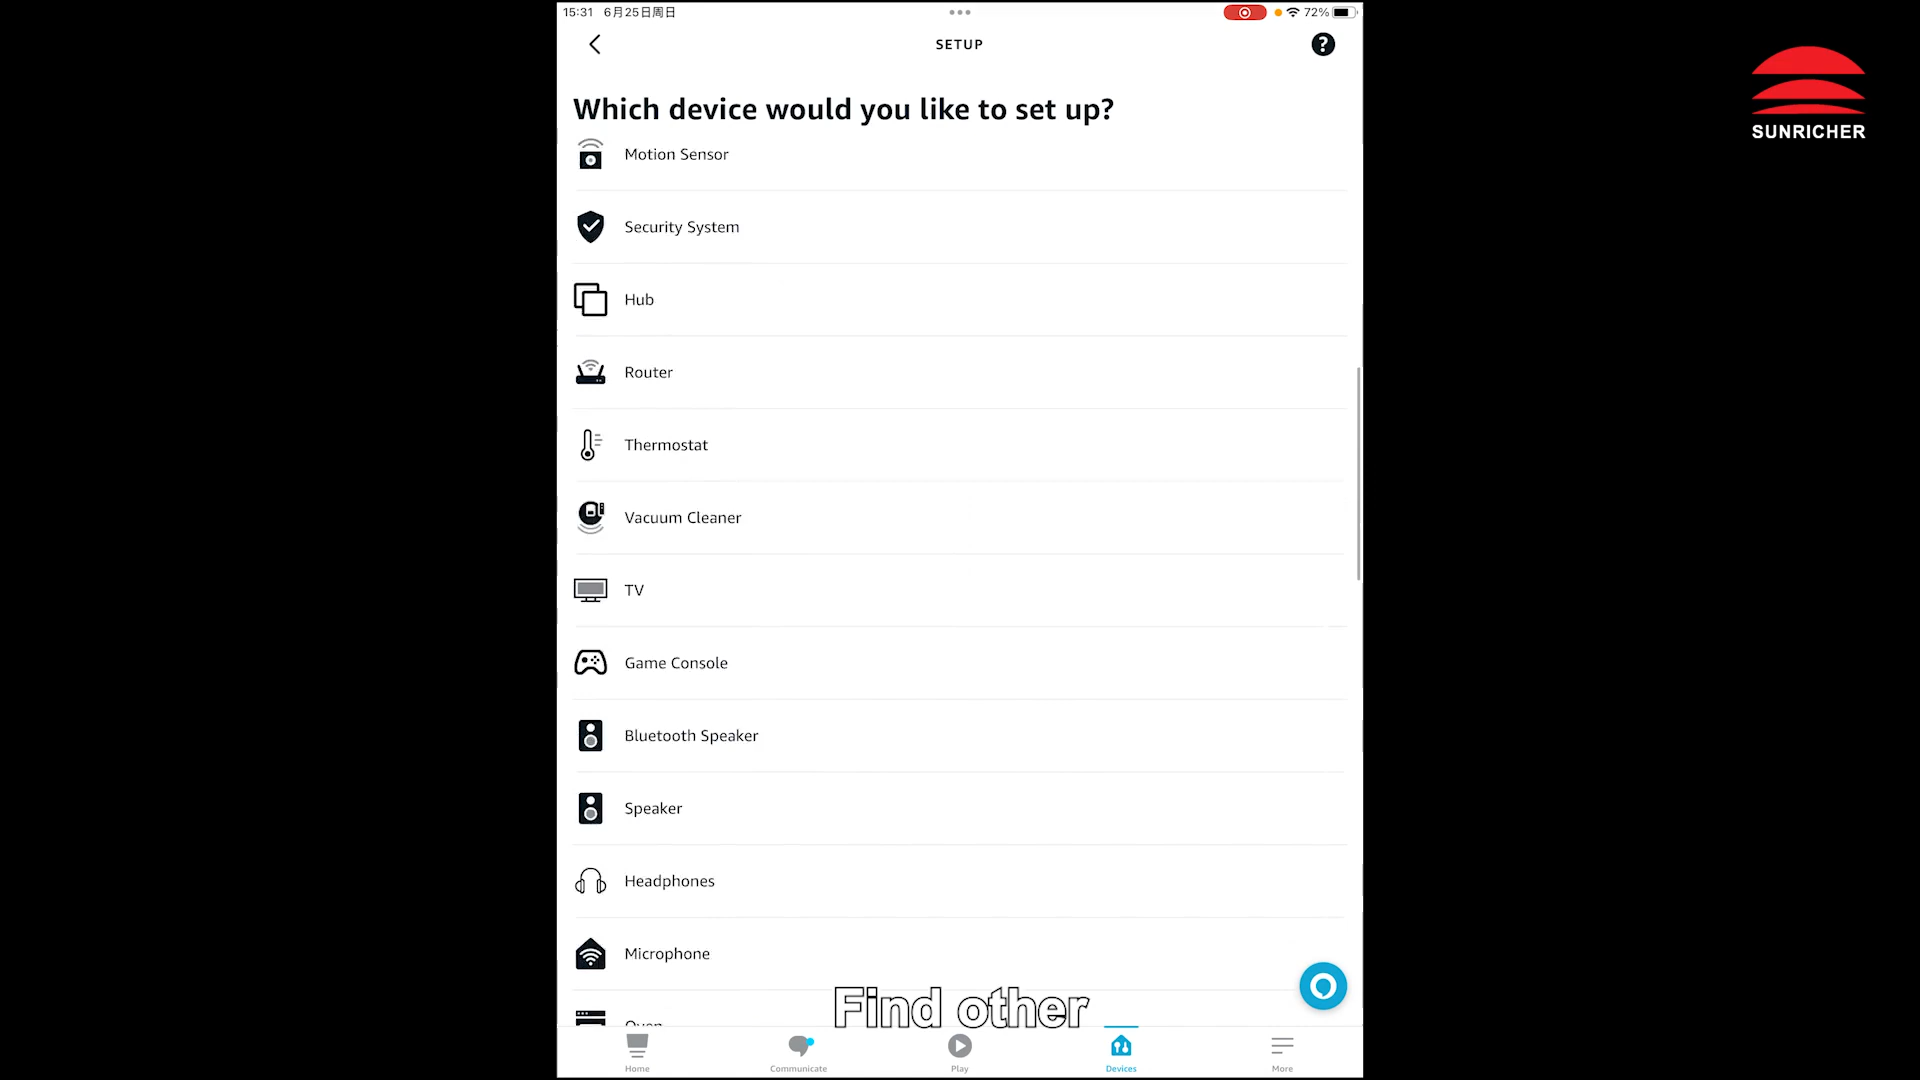 15:31 6月25日周日
72%
SETUP
?
SUNRICHER
Which device would you like to set up?
Motion Sensor
Security System
Hub
Router
Thermostat
Vacuum Cleaner
TV
Game Console
Bluetooth Speaker
Speaker
Headphones
Microphone
Oven
Find other
Home
Communicate
Play
Devices
More